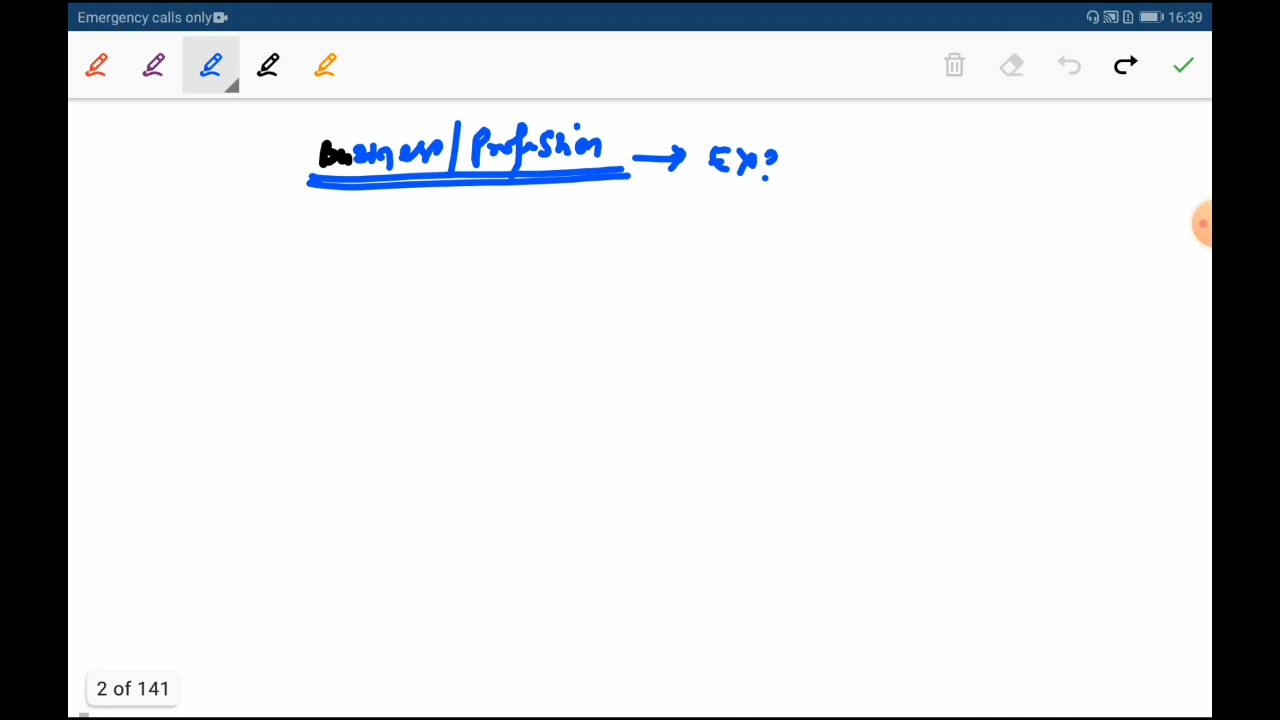 Emergency calls only 16:39
Business/Profession → Ex?
2 of 141